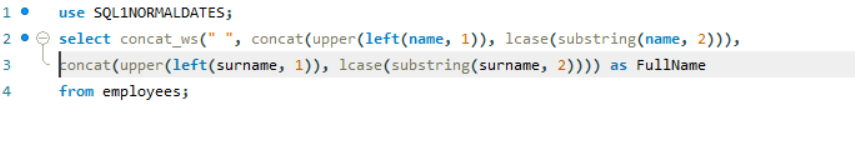 1 use SQL1NORMALDATES;
2 select concat_ws(" ", concat(upper(left(name, 1)), lcase(substring(name, 2))),
3 concat(upper(left(surname, 1)), lcase(substring(surname, 2)))) as FullName
4 from employees;